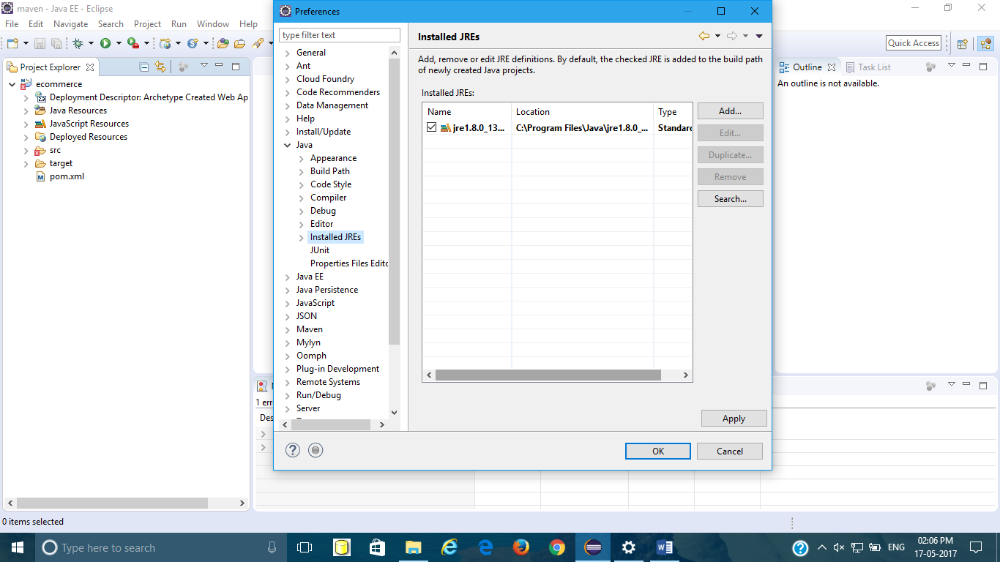 maven - Java EE - Eclipse
File Edit Navigate Search Project Run Window Help
Quick Access
Project Explorer
ecommerce
Deployment Descriptor: Archetype Created Web Ap
Java Resources
JavaScript Resources
Deployed Resources
src
target
pom.xml
Preferences
type filter text
General
Ant
Cloud Foundry
Code Recommenders
Data Management
Help
Install/Update
Java
Appearance
Build Path
Code Style
Compiler
Debug
Editor
Installed JREs
JUnit
Properties Files Edito
Java EE
Java Persistence
JavaScript
JSON
Maven
Mylyn
Oomph
Plug-in Development
Remote Systems
Run/Debug
Server
Installed JREs
Add, remove or edit JRE definitions. By default, the checked JRE is added to the build path
of newly created Java projects.
Installed JREs:
Name Location Type
jre1.8.0_13... C:\Program Files\Java\jre1.8.0_... Standard
Add...
Edit...
Duplicate...
Remove
Search...
Apply
OK Cancel
Outline Task List
An outline is not available.
1 err
Des
0 items selected
Type here to search
ENG
02:06 PM
17-05-2017